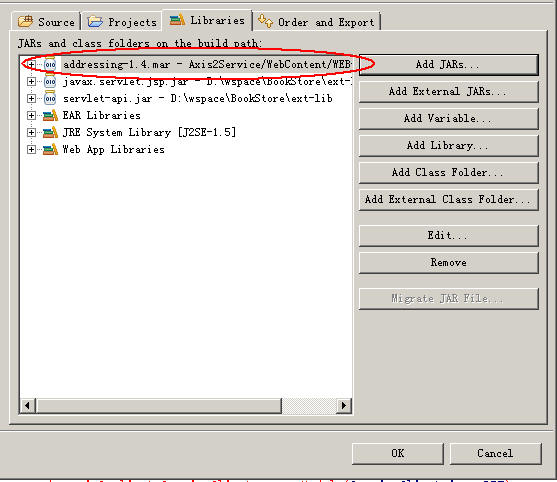 Source Projects Libraries Order and Export
JARs and class folders on the build path:
addressing-1.4.mar - Axis2Service/WebContent/WEB
javax.servlet.jsp.jar - D:\wspace\BookStore\ext-
servlet-api.jar - D:\wspace\BookStore\ext-lib
EAR Libraries
JRE System Library [J2SE-1.5]
Web App Libraries
Add JARs...
Add External JARs...
Add Variable...
Add Library...
Add Class Folder...
Add External Class Folder...
Edit...
Remove
Migrate JAR File...
OK
Cancel